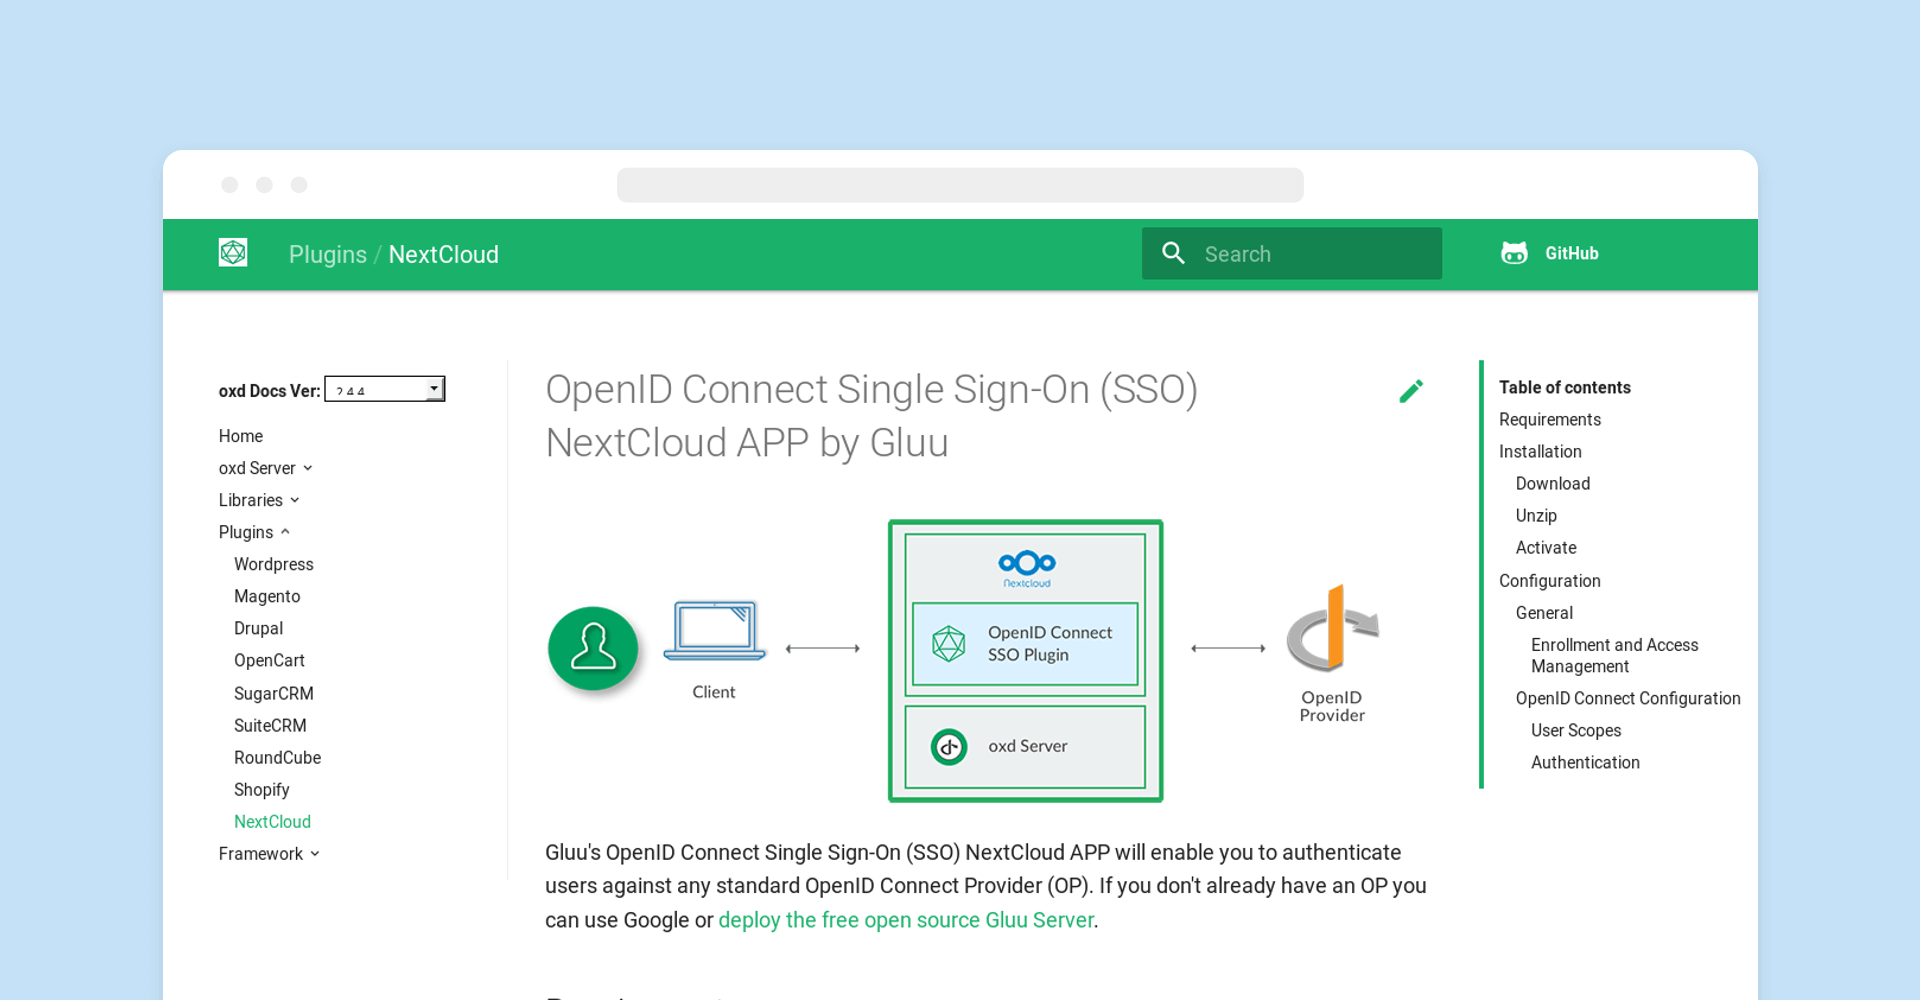 Plugins / NextCloud
Search
GitHub
oxd Docs Ver:
Home
oxd Server
Libraries
Plugins
Wordpress
Magento
Drupal
OpenCart
SugarCRM
SuiteCRM
RoundCube
Shopify
NextCloud
Framework
OpenID Connect Single Sign-On (SSO)
NextCloud APP by Gluu
Client
Nextcloud
OpenID Connect
SSO Plugin
oxd Server
OpenID
Provider
Gluu's OpenID Connect Single Sign-On (SSO) NextCloud APP will enable you to authenticate
users against any standard OpenID Connect Provider (OP). If you don't already have an OP you
can use Google or deploy the free open source Gluu Server.
Table of contents
Requirements
Installation
Download
Unzip
Activate
Configuration
General
Enrollment and Access
Management
OpenID Connect Configuration
User Scopes
Authentication